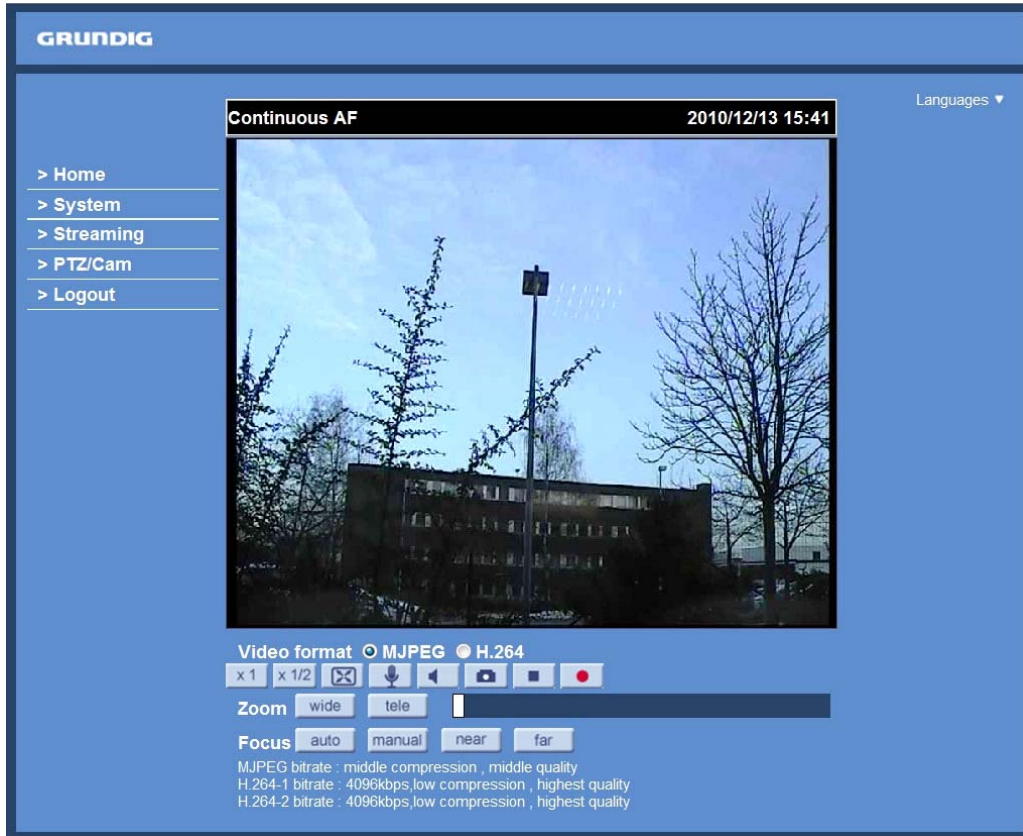 GRUNDIG
Languages ▼
Continuous AF 2010/12/13 15:41
> Home
> System
> Streaming
> PTZ/Cam
> Logout
Video format MJPEG H.264
x 1 x 1/2
Zoom wide tele
Focus auto manual near far
MJPEG bitrate : middle compression , middle quality
H.264-1 bitrate : 4096kbps,low compression , highest quality
H.264-2 bitrate : 4096kbps,low compression , highest quality